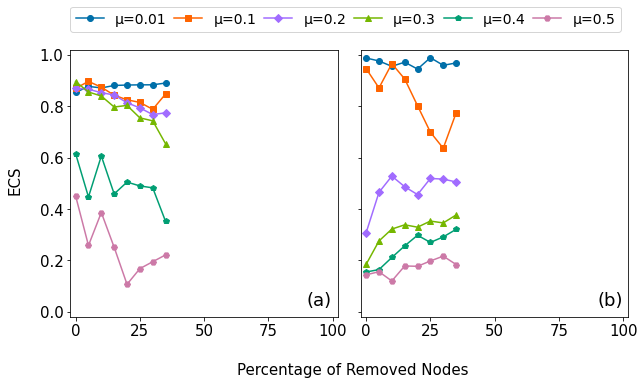 μ=0.01 μ=0.1 μ=0.2 μ=0.3 μ=0.4 μ=0.5
1.0
0.8
0.6
0.4
0.2
0.0
ECS
(a) (b)
0 25 50 75 100 0 25 50 75 100
Percentage of Removed Nodes